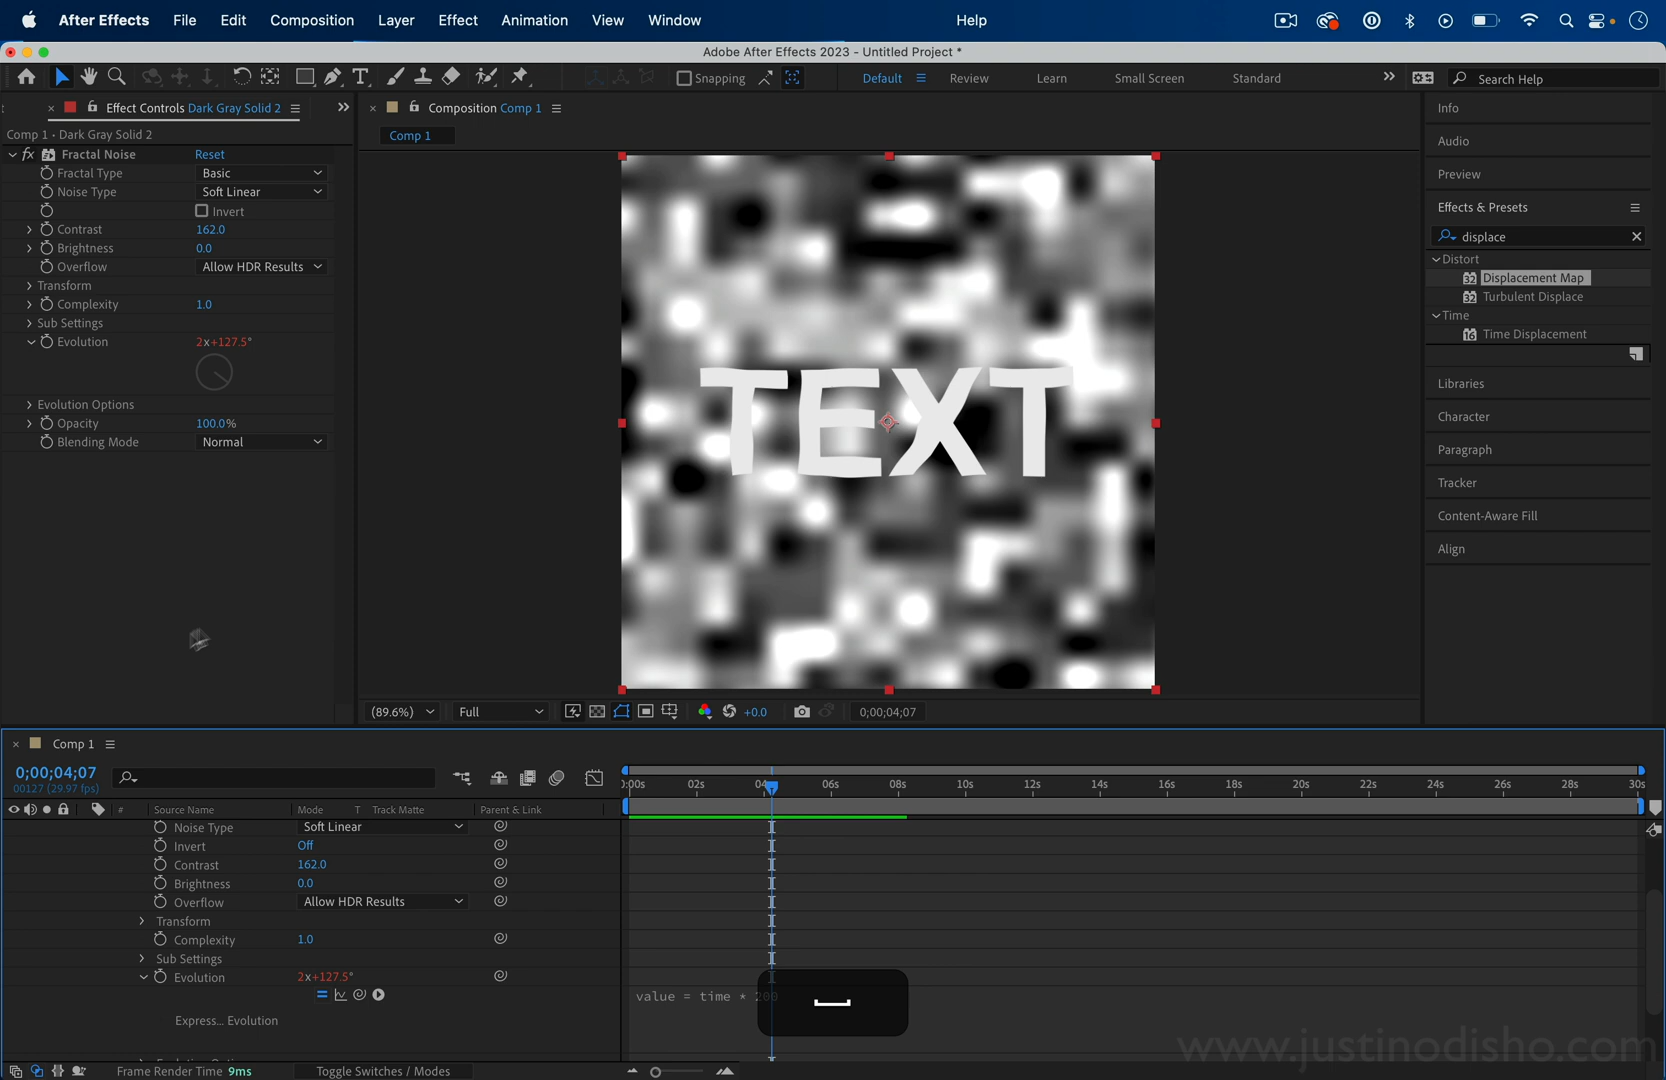 After Effects File Edit Composition Layer Effect Animation View Window Help
Adobe After Effects 2023 - Untitled Project *
Snapping Default Review Learn Small Screen Standard Search Help
Effect Controls Dark Gray Solid 2
Composition Comp 1
Info
Comp 1 • Dark Gray Solid 2
Comp 1
Audio
fx Fractal Noise Reset
Fractal Type Basic
Preview
Noise Type Soft Linear
Invert
Effects & Presets
Contrast 162.0
displace
Brightness 0.0
Distort
Overflow Allow HDR Results
32 Displacement Map
Transform
32 Turbulent Displace
Complexity 1.0
Time
Sub Settings
16 Time Displacement
Evolution 2x+127.5°
Libraries
Evolution Options
Character
Opacity 100.0%
Blending Mode Normal
TEXT
Paragraph
Tracker
Content-Aware Fill
Align
(89.6%) Full +0.0 0;00;04;07
Comp 1
0;00;04;07
00127 (29.97 fps)
:00s 02s 04 06s 08s 10s 12s 14s 16s 18s 20s 22s 24s 26s 28s 30s
# Source Name Mode T Track Matte Parent & Link
Noise Type Soft Linear
Invert Off
Contrast 162.0
Brightness 0.0
Overflow Allow HDR Results
Transform
Complexity 1.0
Sub Settings
Evolution 2x+127.5°
value = time * 200
Express... Evolution
Frame Render Time 9ms Toggle Switches / Modes
www.justinodisho.com